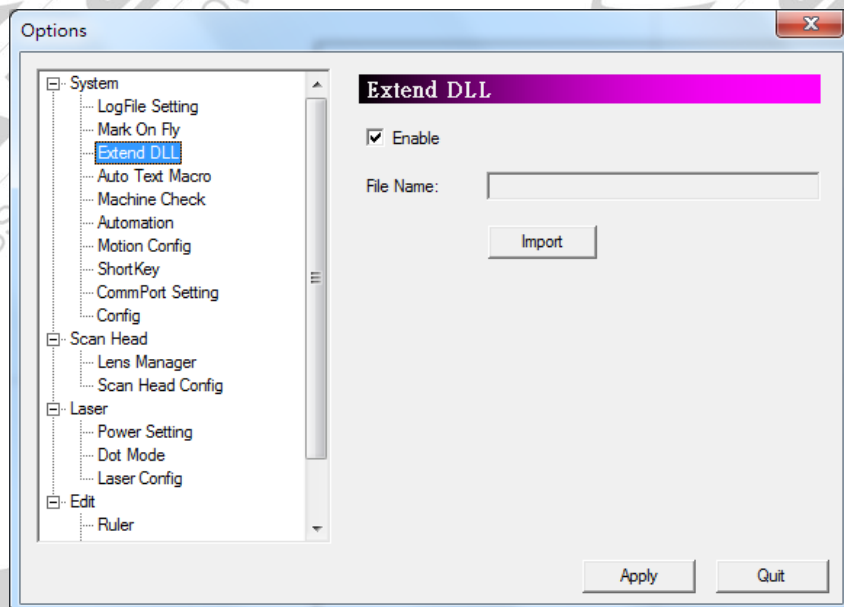 Options
System
LogFile Setting
Mark On Fly
Extend DLL
Auto Text Macro
Machine Check
Automation
Motion Config
ShortKey
CommPort Setting
Config
Scan Head
Lens Manager
Scan Head Config
Laser
Power Setting
Dot Mode
Laser Config
Edit
Ruler
Extend DLL
Enable
File Name:
Import
Apply
Quit